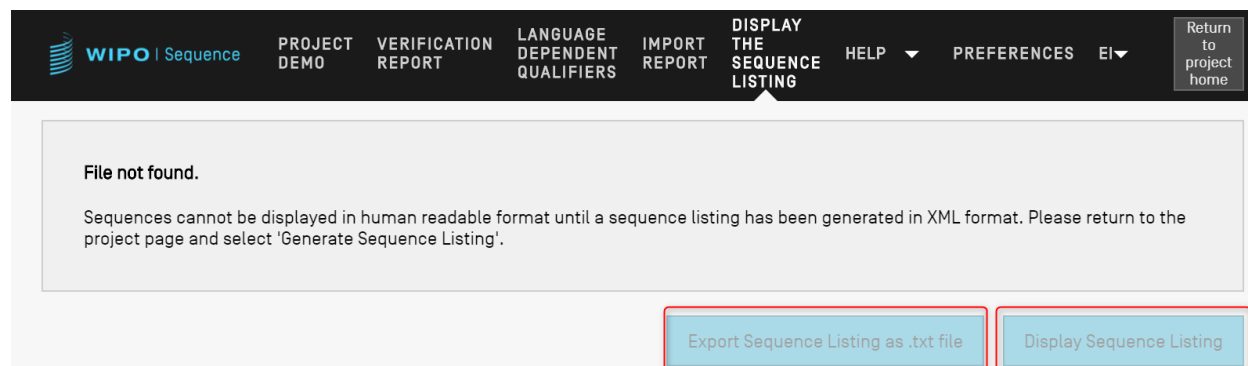 WIPO | Sequence
PROJECT
DEMO
VERIFICATION
REPORT
LANGUAGE
DEPENDENT
QUALIFIERS
IMPORT
REPORT
DISPLAY
THE
SEQUENCE
LISTING
HELP
PREFERENCES
EI
Return
to
project
home
File not found.
Sequences cannot be displayed in human readable format until a sequence listing has been generated in XML format. Please return to the
project page and select 'Generate Sequence Listing'.
Export Sequence Listing as .txt file
Display Sequence Listing